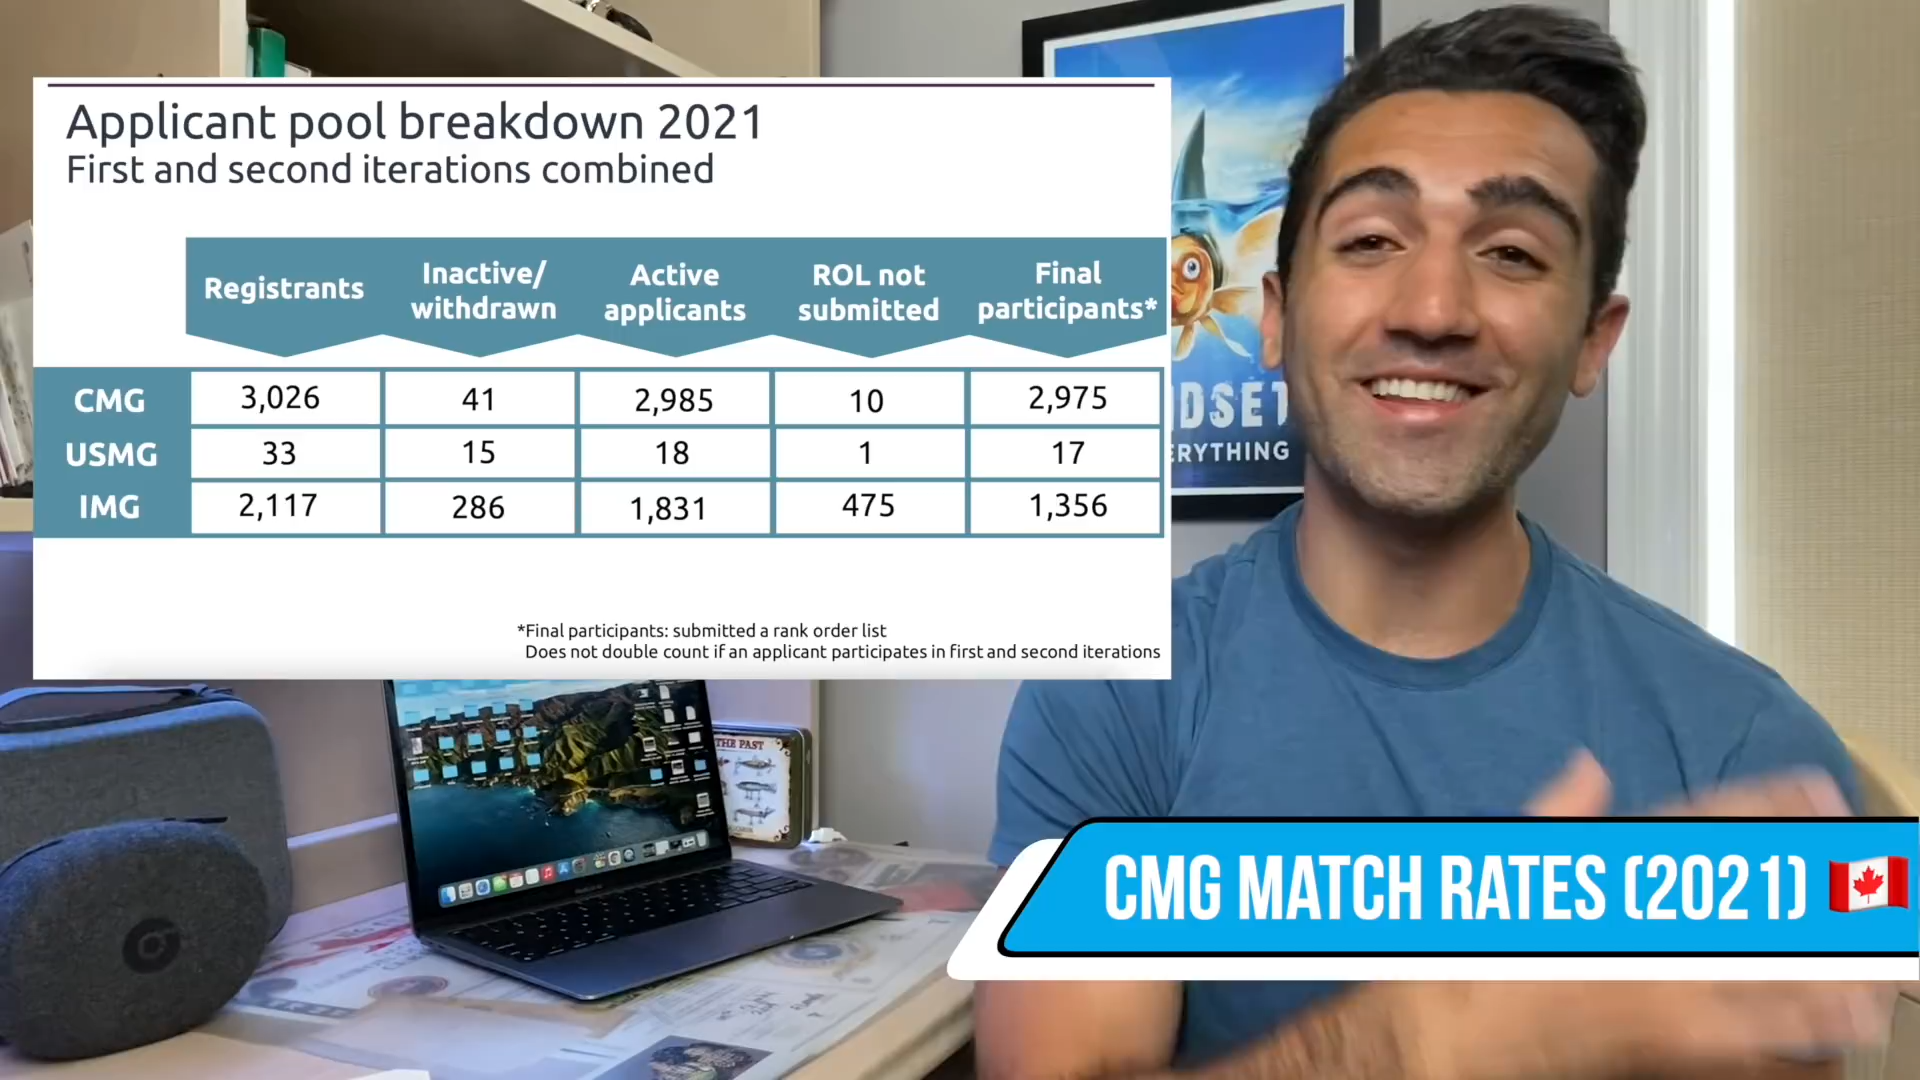 Applicant pool breakdown 2021
First and second iterations combined
Registrants
Inactive/
withdrawn
Active
applicants
ROL not
submitted
Final
participants*
CMG 3,026 41 2,985 10 2,975
USMG 33 15 18 1 17
IMG 2,117 286 1,831 475 1,356
*Final participants: submitted a rank order list
Does not double count if an applicant participates in first and second iterations
DSET
ERYTHING
THE PAST
CMG MATCH RATES (2021)